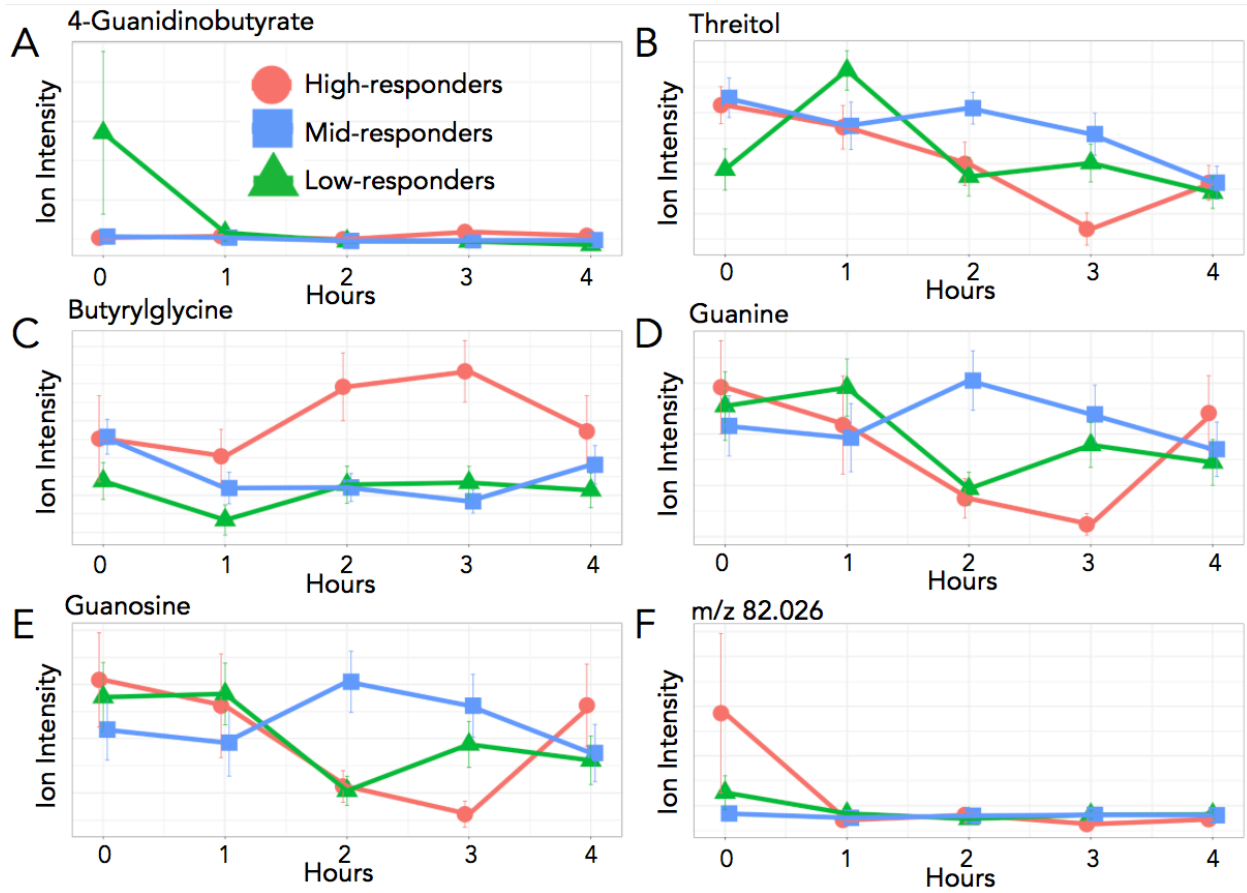 A
4-Guanidinobutyrate
Ion Intensity
High-responders
Mid-responders
Low-responders
0 1 2 3 4
Hours
B
Threitol
Ion Intensity
0 1 2 3 4
Hours
C
Butyrylglycine
Ion Intensity
0 1 2 3 4
Hours
D
Guanine
Ion Intensity
0 1 2 3 4
Hours
E
Guanosine
Ion Intensity
0 1 2 3 4
Hours
F
m/z 82.026
Ion Intensity
0 1 2 3 4
Hours